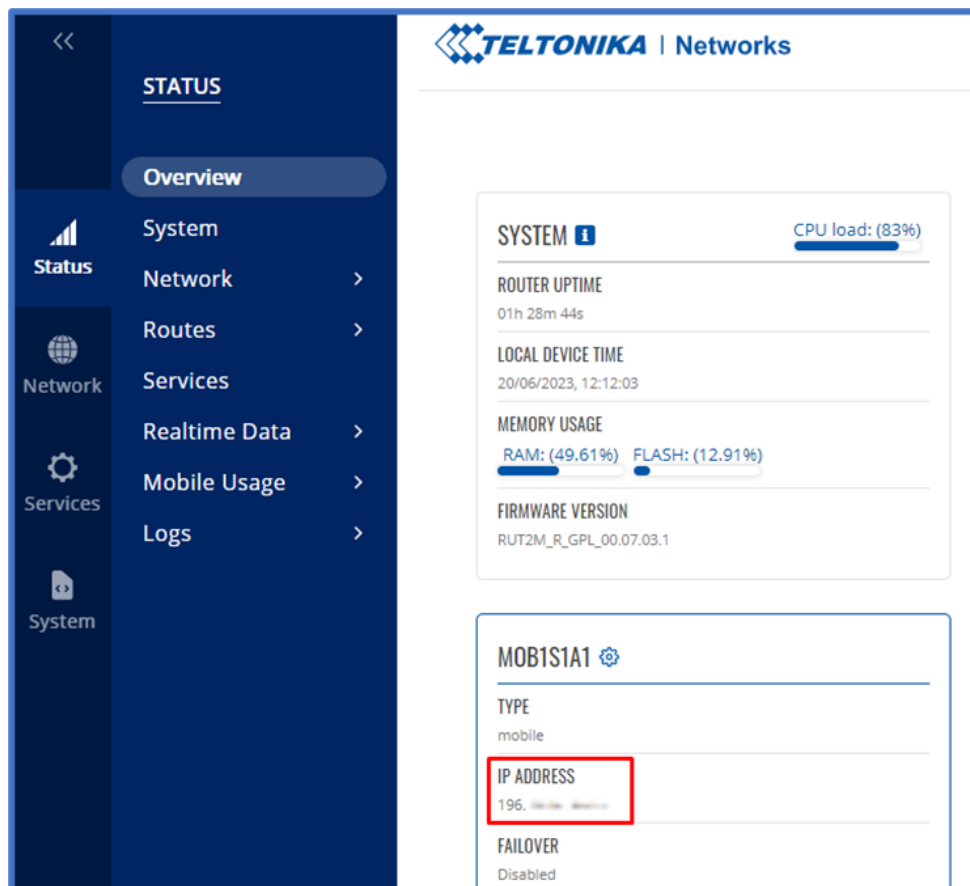 TELTONIKA | Networks
STATUS
Overview
System
Network
Routes
Services
Realtime Data
Mobile Usage
Logs
Status
Network
Services
System
SYSTEM
CPU load: (83%)
ROUTER UPTIME
01h 28m 44s
LOCAL DEVICE TIME
20/06/2023, 12:12:03
MEMORY USAGE
RAM: (49.61%) FLASH: (12.91%)
FIRMWARE VERSION
RUT2M_R_GPL_00.07.03.1
MOB1S1A1
TYPE
mobile
IP ADDRESS
196.
FAILOVER
Disabled